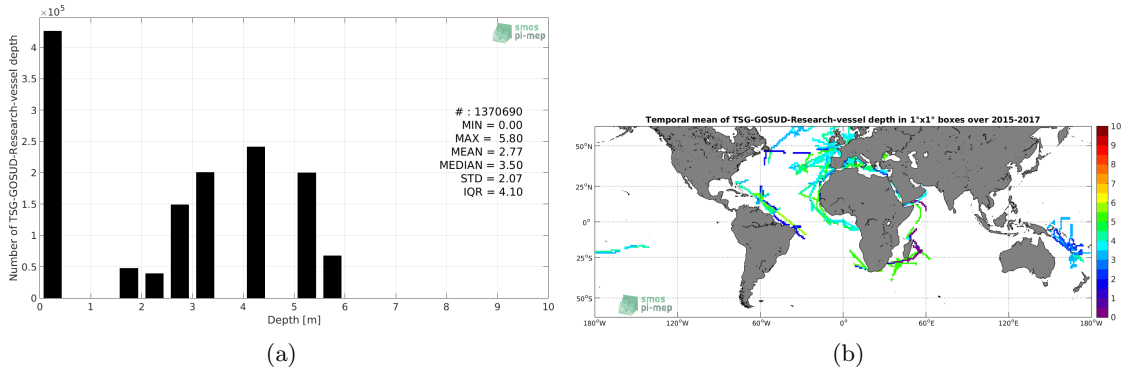 ×10⁵
4
3.5
3
2.5
2
1.5
1
0.5
0
0 1 2 3 4 5 6 7 8 9 10
Number of TSG-GOSUD-Research-vessel depth
Depth [m]
smos
pi-mep
# : 1370690
MIN = 0.00
MAX = 5.80
MEAN = 2.77
MEDIAN = 3.50
STD = 2.07
IQR = 4.10
(a)
Temporal mean of TSG-GOSUD-Research-vessel depth in 1°x1° boxes over 2015-2017
50°N
25°N
0°
25°S
50°S
180°W 120°W 60°W 0° 60°E 120°E 180°W
10
9
8
7
6
5
4
3
2
1
0
smos
pi-mep
(b)